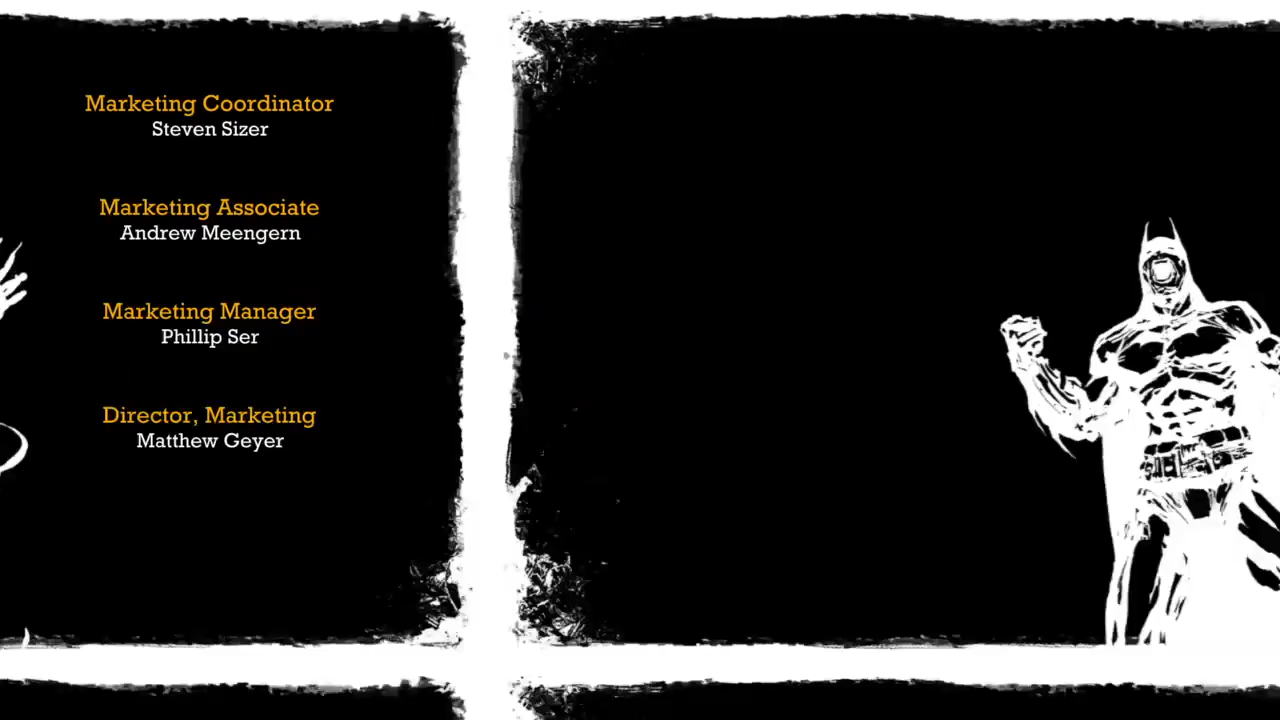 Marketing Coordinator
Steven Sizer
Marketing Associate
Andrew Meengern
Marketing Manager
Phillip Ser
Director, Marketing
Matthew Geyer